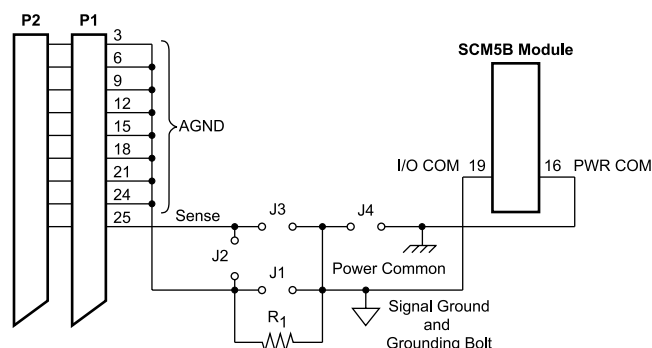 P2 P1
3
6
9
12
15
18
21
24
25
AGND
Sense
SCM5B Module
I/O COM 19 16 PWR COM
J3 J4
J2
J1
Power Common
R1
Signal Ground
and
Grounding Bolt